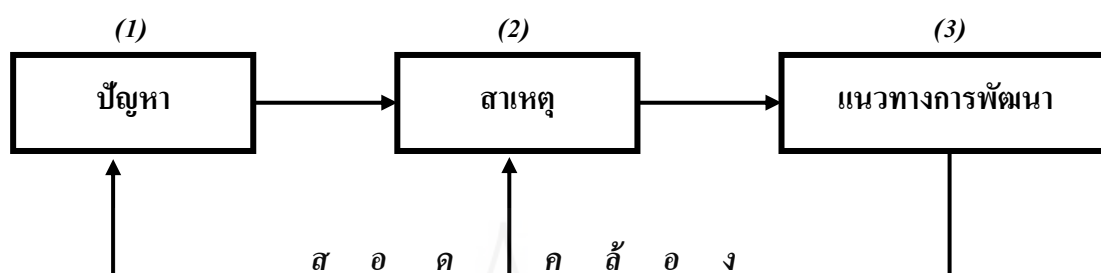 (1) (2) (3)
ปัญหา สาเหตุ แนวทางการพัฒนา
ส อ ด ค ล้ อ ง